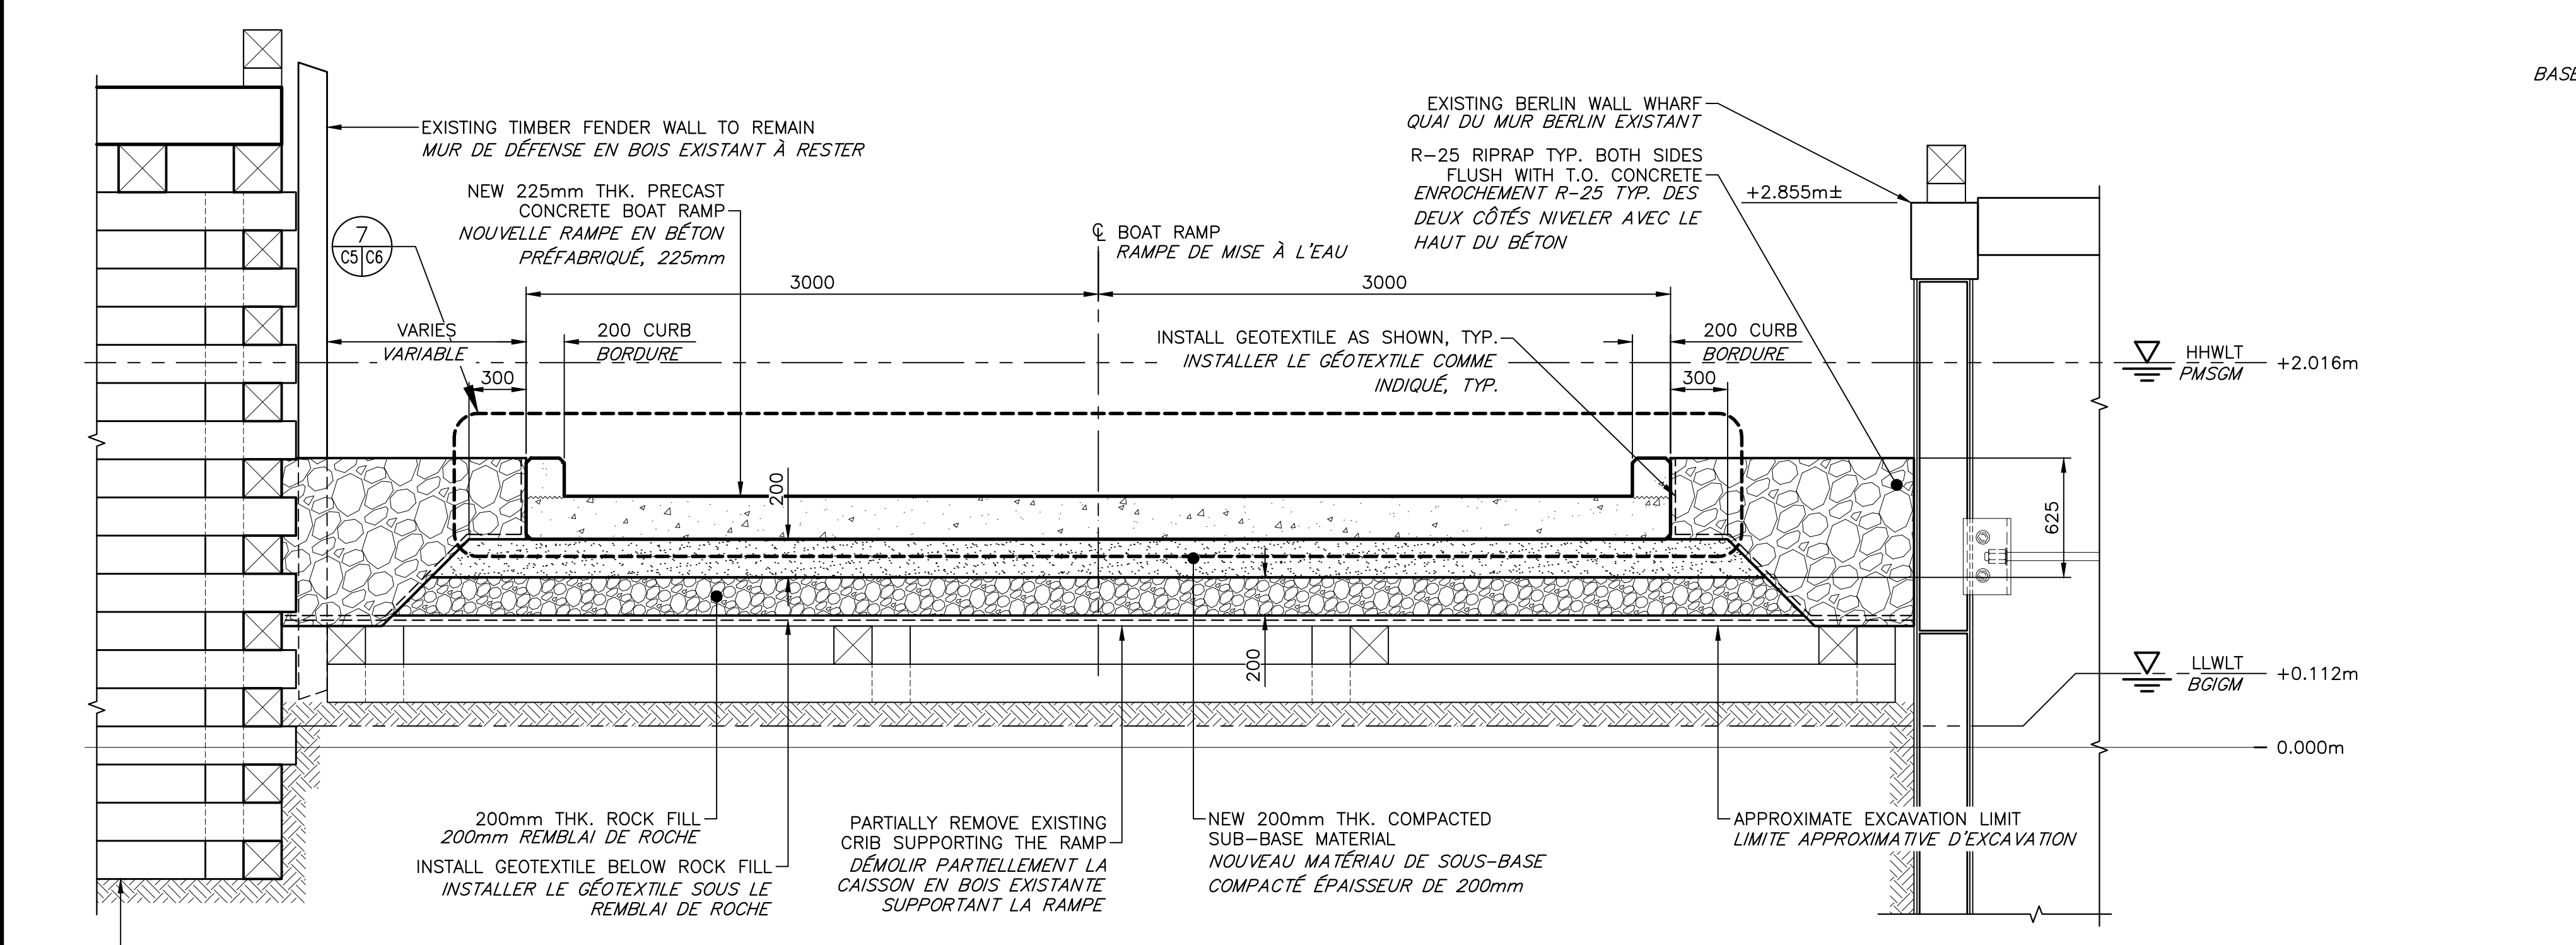 BASE
EXISTING TIMBER FENDER WALL TO REMAIN
MUR DE DÉFENSE EN BOIS EXISTANT À RESTER
NEW 225mm THK. PRECAST
CONCRETE BOAT RAMP
NOUVELLE RAMPE EN BÉTON
PRÉFABRIQUÉ, 225mm
7
C5 C6
℄ BOAT RAMP
RAMPE DE MISE À L'EAU
EXISTING BERLIN WALL WHARF
QUAI DU MUR BERLIN EXISTANT
R-25 RIPRAP TYP. BOTH SIDES
FLUSH WITH T.O. CONCRETE
ENROCHEMENT R-25 TYP. DES
DEUX CÔTÉS NIVELER AVEC LE
HAUT DU BÉTON
+2.855m±
3000
3000
VARIES
VARIABLE
200 CURB
BORDURE
INSTALL GEOTEXTILE AS SHOWN, TYP.
INSTALLER LE GÉOTEXTILE COMME
INDIQUÉ, TYP.
200 CURB
BORDURE
300
300
HHWLT
PMSGM
+2.016m
200
625
200
LLWLT
BGIGM
+0.112m
0.000m
200mm THK. ROCK FILL
200mm REMBLAI DE ROCHE
INSTALL GEOTEXTILE BELOW ROCK FILL
INSTALLER LE GÉOTEXTILE SOUS LE
REMBLAI DE ROCHE
PARTIALLY REMOVE EXISTING
CRIB SUPPORTING THE RAMP
DÉMOLIR PARTIELLEMENT LA
CAISSON EN BOIS EXISTANTE
SUPPORTANT LA RAMPE
NEW 200mm THK. COMPACTED
SUB-BASE MATERIAL
NOUVEAU MATÉRIAU DE SOUS-BASE
COMPACTÉ ÉPAISSEUR DE 200mm
APPROXIMATE EXCAVATION LIMIT
LIMITE APPROXIMATIVE D'EXCAVATION